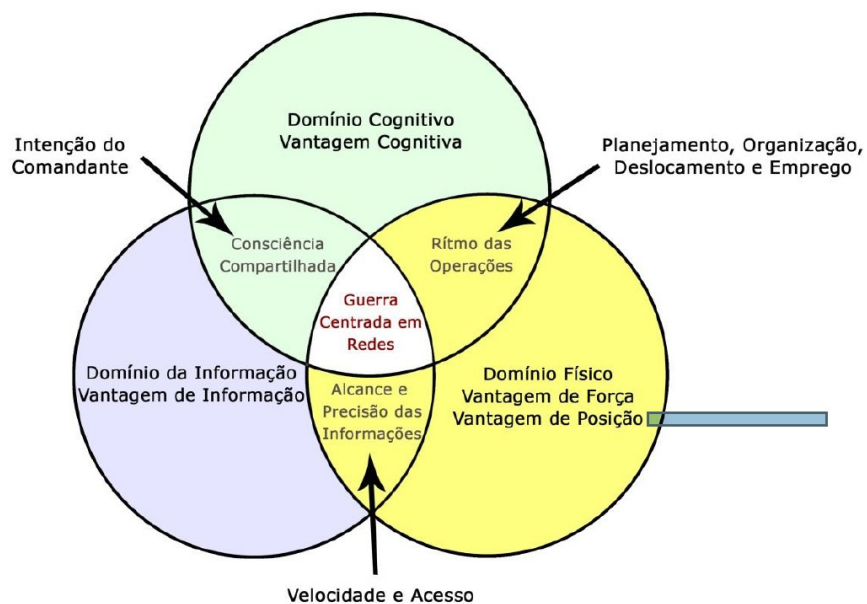 Domínio Cognitivo
Vantagem Cognitiva
Intenção do
Comandante
Planejamento, Organização,
Deslocamento e Emprego
Consciência
Compartilhada
Rítmo das
Operações
Guerra
Centrada em
Redes
Domínio da Informação
Vantagem de Informação
Alcance e
Precisão das
Informações
Domínio Físico
Vantagem de Força
Vantagem de Posição
Velocidade e Acesso